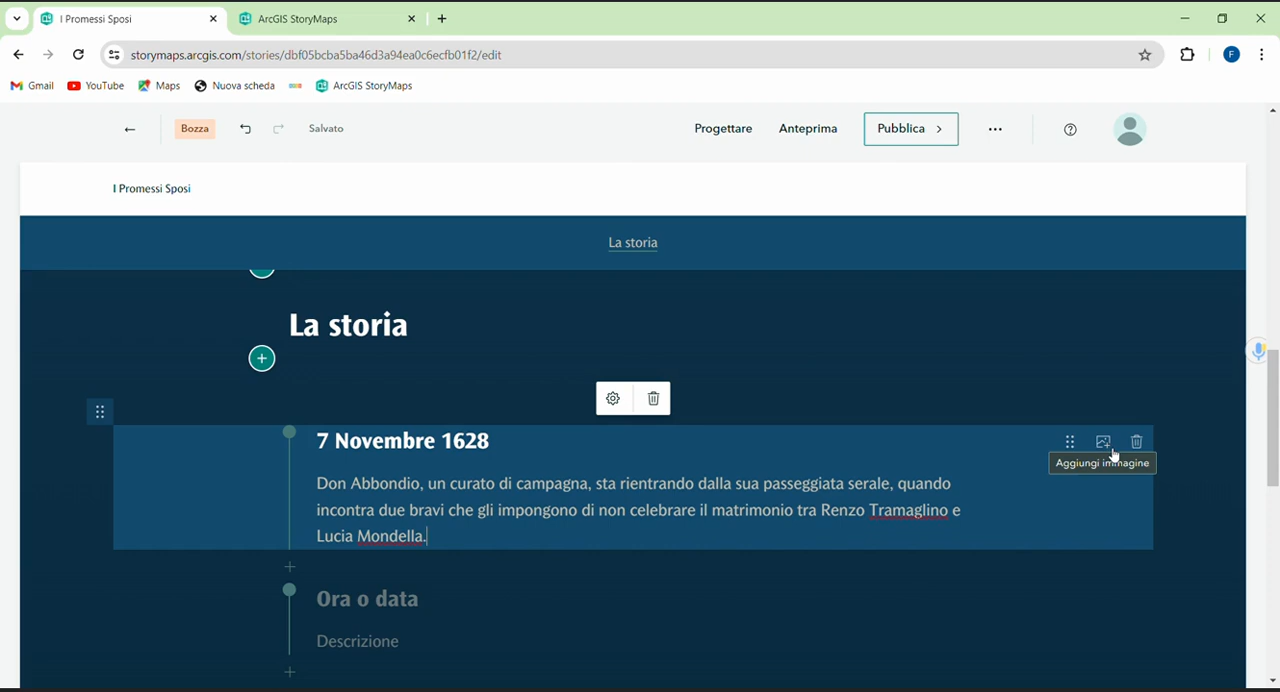 I Promessi Sposi
ArcGIS StoryMaps
storymaps.arcgis.com/stories/dbf05bcba5ba46d3a94ea0c6ecfb01f2/edit
F
Gmail
YouTube
Maps
Nuova scheda
ArcGIS StoryMaps
Bozza
Salvato
Progettare
Anteprima
Pubblica
I Promessi Sposi
La storia
La storia
7 Novembre 1628
Aggiungi immagine
Don Abbondio, un curato di campagna, sta rientrando dalla sua passeggiata serale, quando
incontra due bravi che gli impongono di non celebrare il matrimonio tra Renzo Tramaglino e
Lucia Mondella.
Ora o data
Descrizione